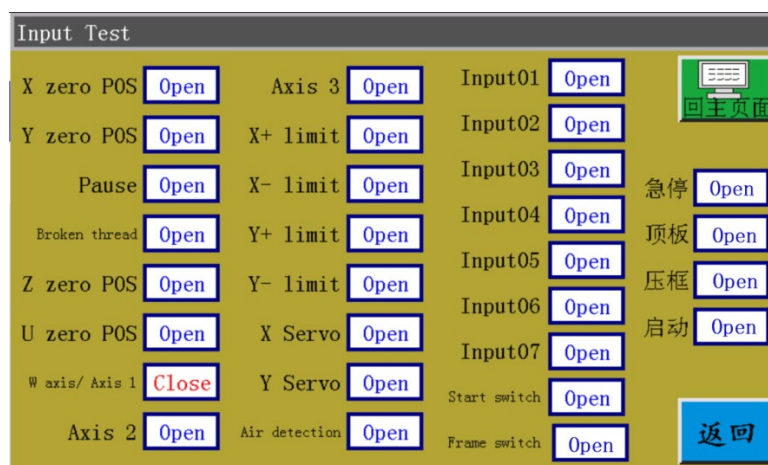 Input Test
X zero POS Open
Y zero POS Open
Pause Open
Broken thread Open
Z zero POS Open
U zero POS Open
W axis/ Axis 1 Close
Axis 2 Open
Axis 3 Open
X+ limit Open
X- limit Open
Y+ limit Open
Y- limit Open
X Servo Open
Y Servo Open
Air detection Open
Input01 Open
Input02 Open
Input03 Open
Input04 Open
Input05 Open
Input06 Open
Input07 Open
Start switch Open
Frame switch Open
回主页面
急停 Open
顶板 Open
压框 Open
启动 Open
返回